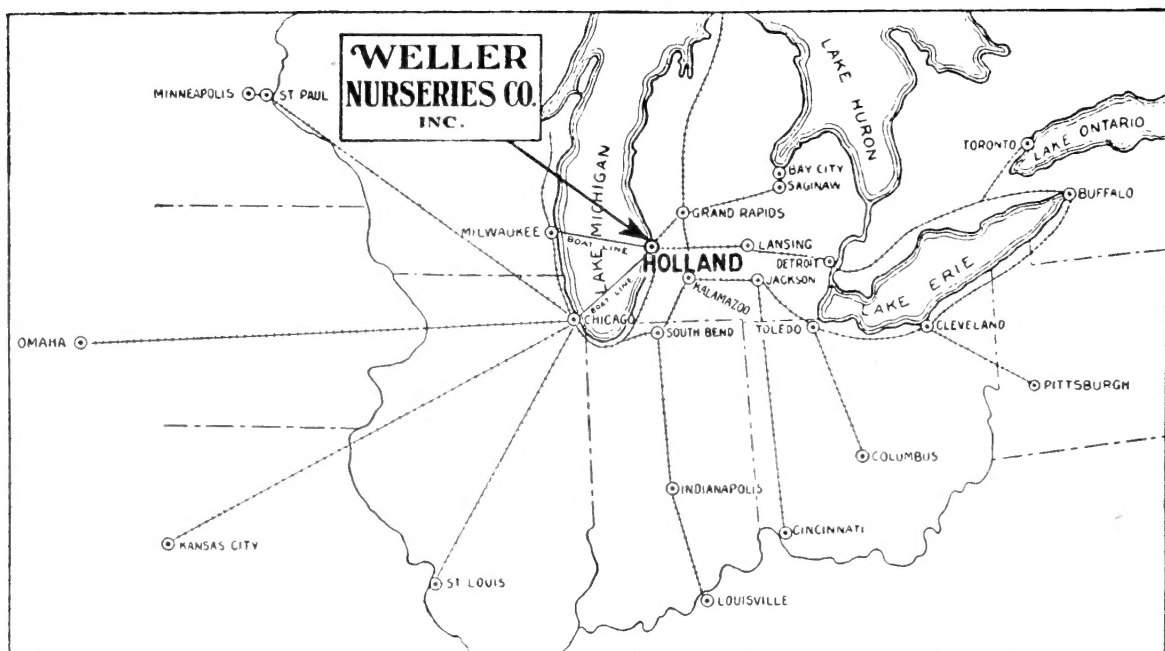 WELLER
NURSERIES CO.
INC.
MINNEAPOLIS
ST PAUL
LAKE HURON
LAKE ONTARIO
TORONTO
BAY CITY
SAGINAW
BUFFALO
LAKE MICHIGAN
GRAND RAPIDS
MILWAUKEE
BOAT LINE
LANSING
HOLLAND
DETROIT
JACKSON
KALAMAZOO
BOAT LINE
LAKE ERIE
CHICAGO
SOUTH BEND
TOLEDO
CLEVELAND
OMAHA
PITTSBURGH
COLUMBUS
INDIANAPOLIS
CINCINNATI
KANSAS CITY
ST LOUIS
LOUISVILLE